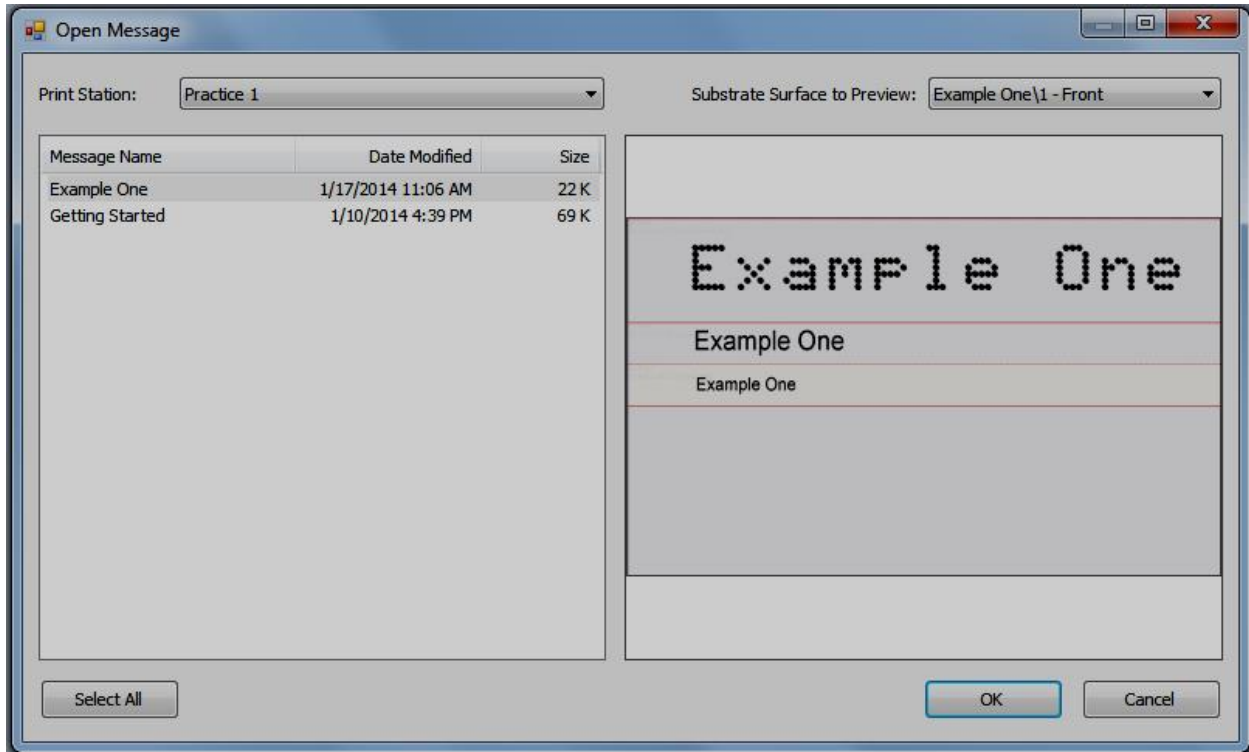 Open Message
Print Station: Practice 1 Substrate Surface to Preview: Example One\1 - Front
Message Name Date Modified Size
Example One 1/17/2014 11:06 AM 22 K
Getting Started 1/10/2014 4:39 PM 69 K
Example One
Example One
Example One
Select All OK Cancel